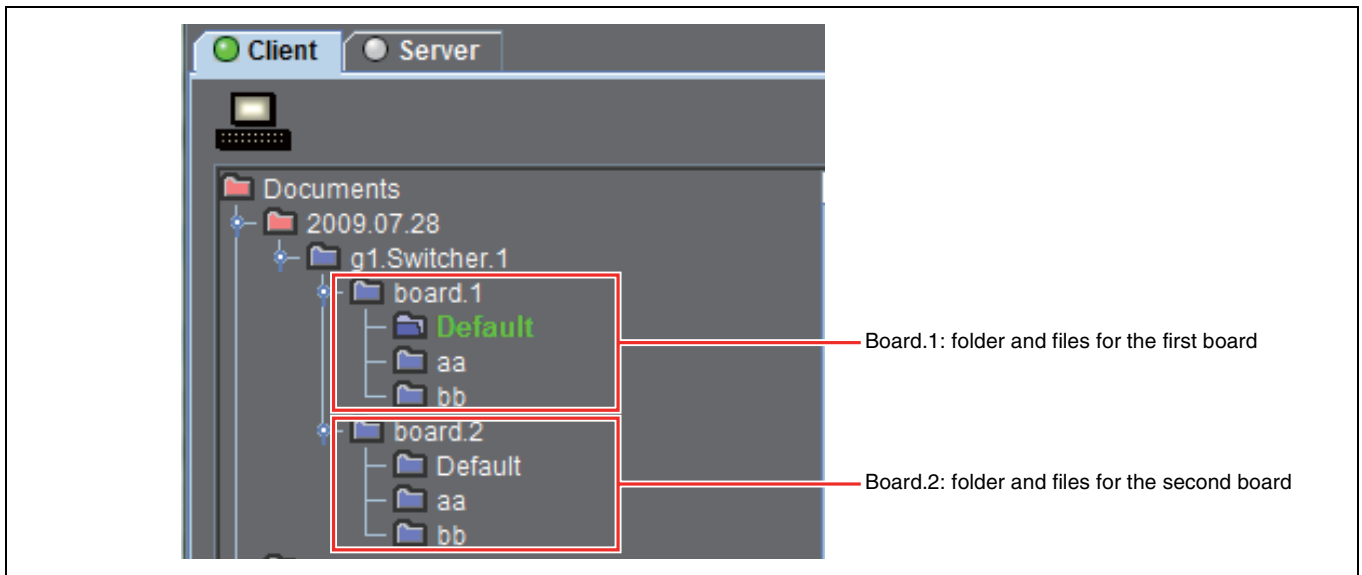 Client Server
Documents
2009.07.28
g1.Switcher.1
board.1
Default
aa
bb
board.2
Default
aa
bb
Board.1: folder and files for the first board
Board.2: folder and files for the second board